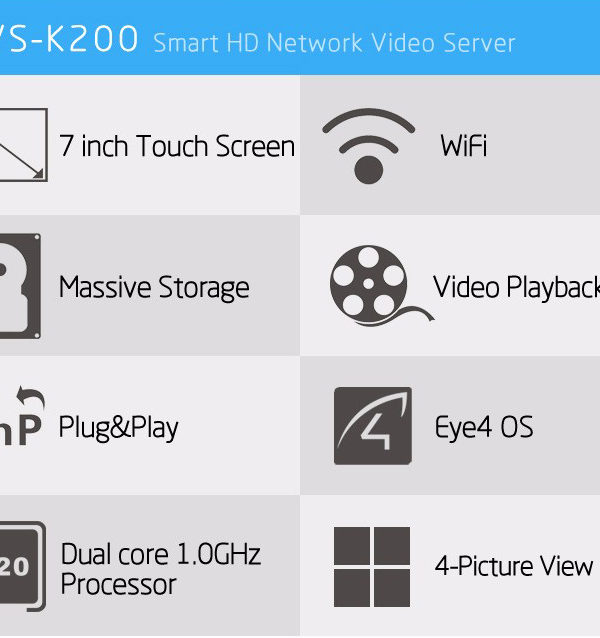 VS-K200 Smart HD Network Video Server
7 inch Touch Screen
WiFi
Massive Storage
Video Playback
nP
Plug&Play
4
Eye4 OS
20
Dual core 1.0GHz
Processor
4-Picture View